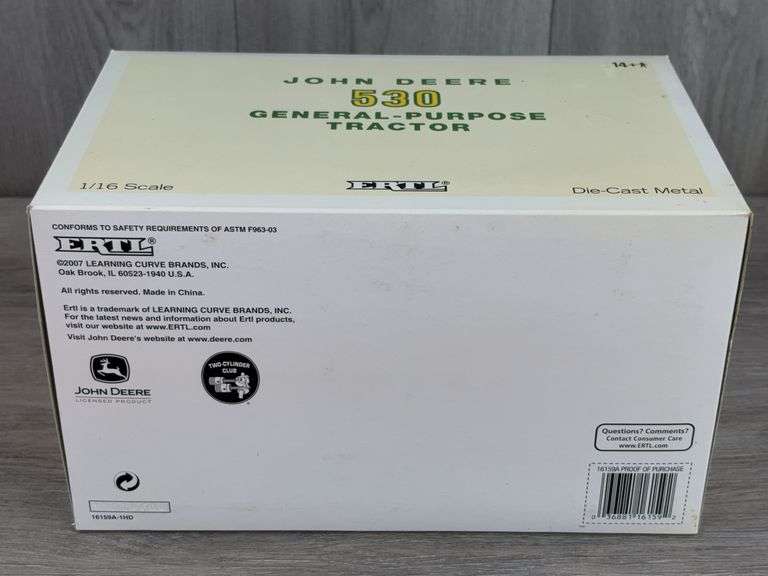 14+A
JOHN DEERE
530
GENERAL-PURPOSE
TRACTOR
1/16 Scale
ERTL®
Die-Cast Metal
CONFORMS TO SAFETY REQUIREMENTS OF ASTM F963-03
ERTL®
©2007 LEARNING CURVE BRANDS, INC.
Oak Brook, IL 60523-1940 U.S.A.
All rights reserved. Made in China.
Ertl is a trademark of LEARNING CURVE BRANDS, INC.
For the latest news and information about Ertl products,
visit our website at www.ERTL.com
Visit John Deere's website at www.deere.com
JOHN DEERE
LICENSED PRODUCT
TWO-CYLINDER
CLUB
Questions? Comments?
Contact Consumer Care
www.ERTL.com
16159A PROOF OF PURCHASE
0 36881 16159 2
16159A-1HD